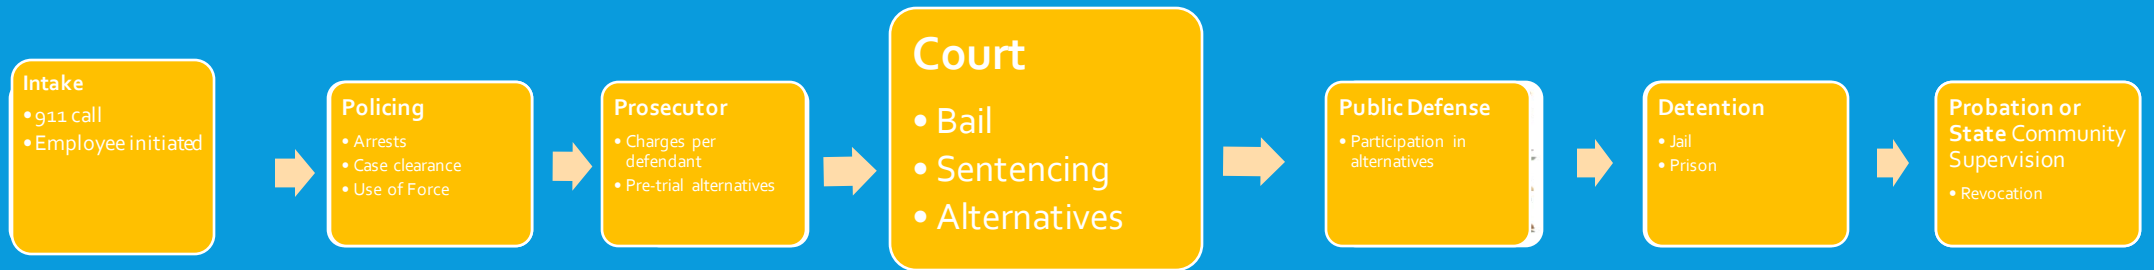 Intake
• 911 call
• Employee initiated
Policing
• Arrests
• Case clearance
• Use of Force
Prosecutor
• Charges per
defendant
• Pre-trial alternatives
Court
• Bail
• Sentencing
• Alternatives
Public Defense
• Participation in
alternatives
Detention
• Jail
• Prison
Probation or
State Community
Supervision
• Revocation